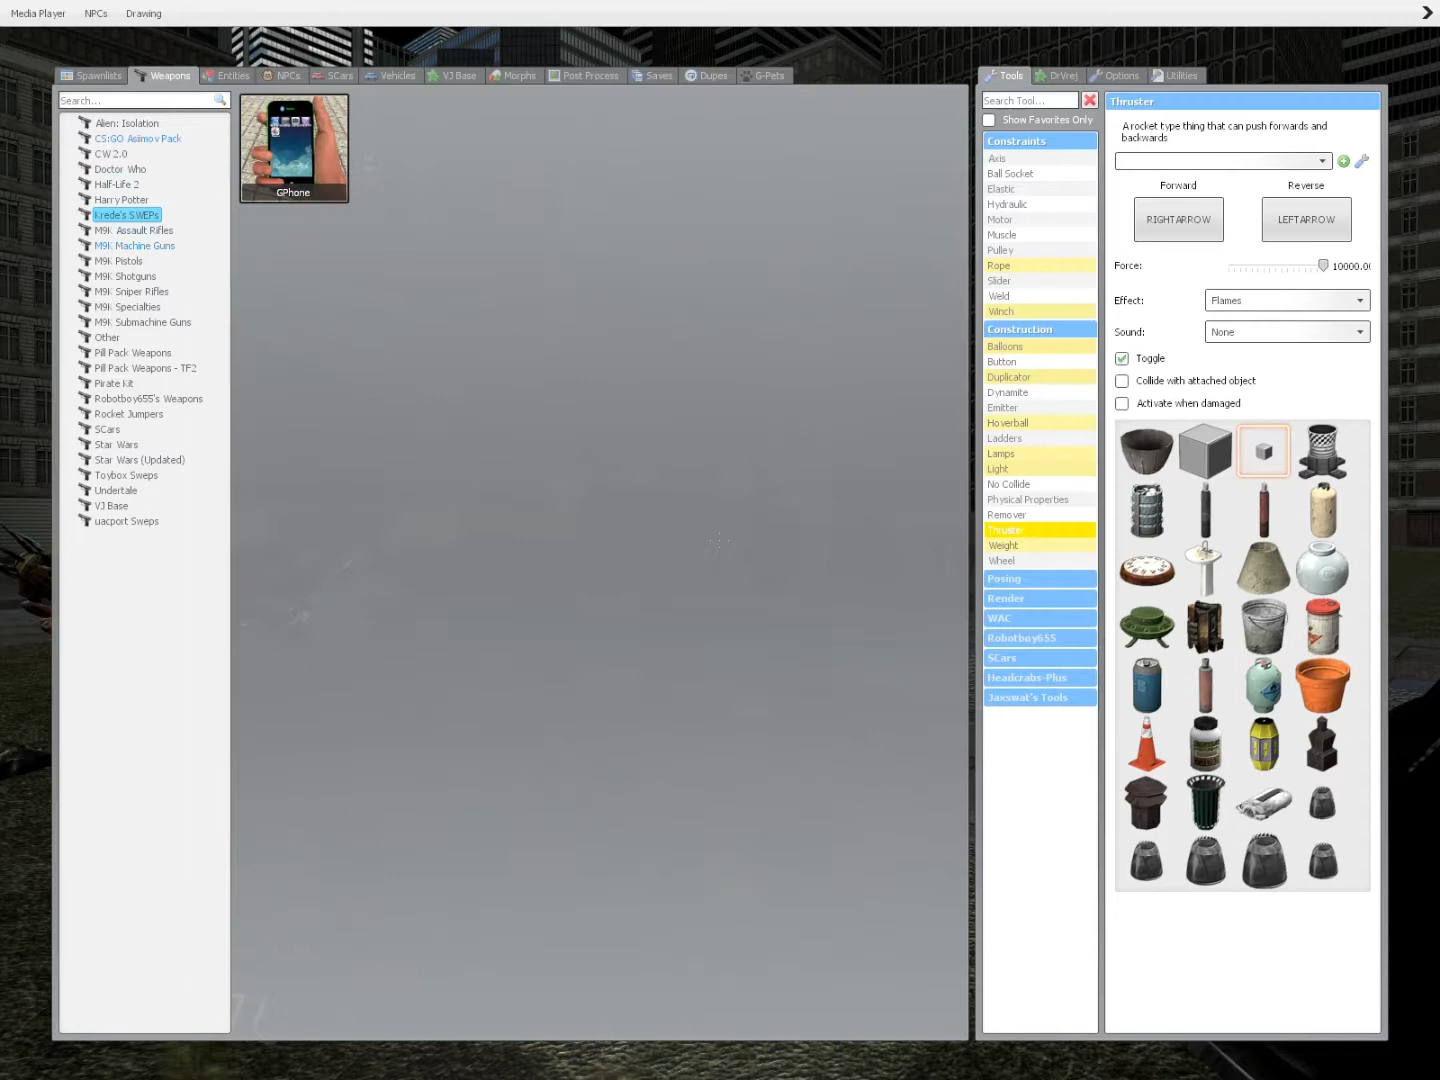 Media Player NPCs Drawing
Spawnlists Weapons Entities NPCs SCars Vehicles VJ Base Morphs Post Process Saves Dupes G-Pets
Search...
Alien: Isolation
CS:GO Asiimov Pack
CW 2.0
Doctor Who
Half-Life 2
Harry Potter
Krede's SWEPs
M9K Assault Rifles
M9K Machine Guns
M9K Pistols
M9K Shotguns
M9K Sniper Rifles
M9K Specialties
M9K Submachine Guns
Other
Pill Pack Weapons
Pill Pack Weapons - TF2
Pirate Kit
Robotboy655's Weapons
Rocket Jumpers
SCars
Star Wars
Star Wars (Updated)
Toybox Sweps
Undertale
VJ Base
uacport Sweps
GPhone
Tools DrVrej Options Utilities
Search Tool...
Show Favorites Only
Constraints
Axis
Ball Socket
Elastic
Hydraulic
Motor
Muscle
Pulley
Rope
Slider
Weld
Winch
Construction
Balloons
Button
Duplicator
Dynamite
Emitter
Hoverball
Ladders
Lamps
Light
No Collide
Physical Properties
Remover
Thruster
Weight
Wheel
Posing
Render
WAC
Robotboy655
SCars
Headcrabs-Plus
Jaxswat's Tools
Thruster
A rocket type thing that can push forwards and
backwards
Forward Reverse
RIGHTARROW LEFTARROW
Force: 10000.0
Effect: Flames
Sound: None
Toggle
Collide with attached object
Activate when damaged